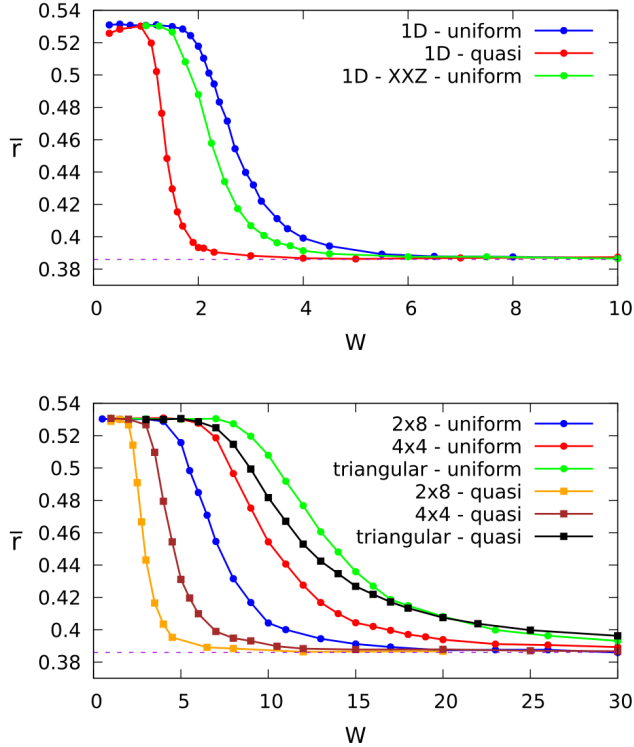 0.54
0.52
0.5
0.48
0.46
0.44
0.42
0.4
0.38
r̄
0 2 4 6 8 10
W
1D - uniform
1D - quasi
1D - XXZ - uniform
0.54
0.52
0.5
0.48
0.46
0.44
0.42
0.4
0.38
r̄
0 5 10 15 20 25 30
W
2x8 - uniform
4x4 - uniform
triangular - uniform
2x8 - quasi
4x4 - quasi
triangular - quasi